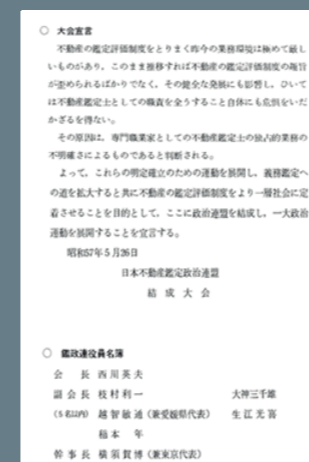 ○ 大会宣言
不動産の鑑定評価制度をとりまく昨今の業務環境は極めて厳し
いものがあり、このまま推移すれば不動産の鑑定評価制度の趣旨
が歪められるばかりでなく、その健全な発展にも影響し、ひいて
は不動産鑑定士としての職責を全うすること自体にも危惧をいだ
かざるを得ない。
その原因は、専門職業家としての不動産鑑定士の独占的業務の
不明確さによるものであると判断される。
よって、これらの明定確立のための運動を展開し、義務鑑定へ
の道を拡大すると共に不動産の鑑定評価制度をより一層社会に定
着させることを目的として、ここに政治連盟を結成し、一大政治
運動を展開することを宣言する。
昭和57年5月26日
日本不動産鑑定政治連盟
結成大会
○ 鑑政連役員名簿
会長 西川英夫
副会長 枝村利一 大神三千雄
(5名以内) 越智敏通(兼愛媛県代表) 生江光喜
稲本年
幹事長 横須賀博(兼東京代表)